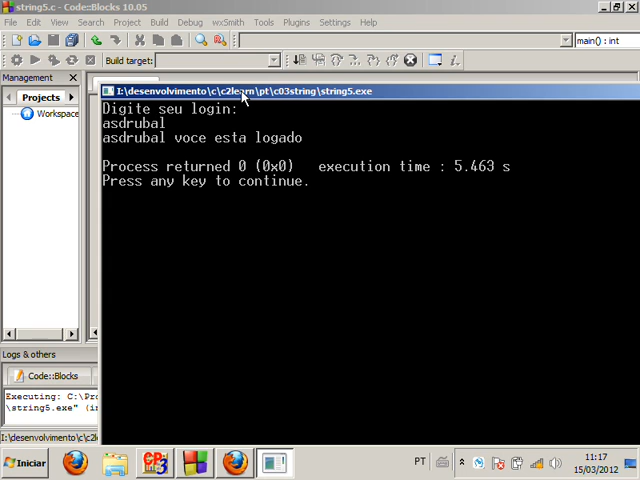 string5.c - Code::Blocks 10.05
File Edit View Search Project Build Debug wxSmith Tools Plugins Settings Help
Build target:
main() : int
Management
Projects
Workspace
I:\desenvolvimento\c\c2learn\pt\c03string\string5.exe
Digite seu login:
asdrubal
asdrubal voce esta logado
Process returned 0 (0x0) execution time : 5.463 s
Press any key to continue.
Logs & others
Code::Blocks
Executing: C:\Pro
\string5.exe" (in
I:\desenvolvimento\c\c2le
Iniciar
PT
11:17
15/03/2012